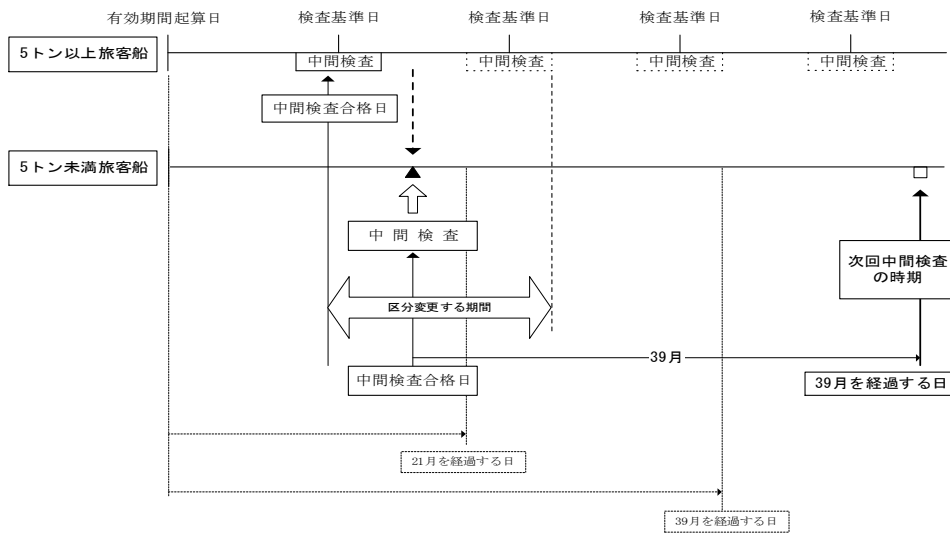 有効期間起算日
検査基準日
検査基準日
検査基準日
検査基準日
5トン以上旅客船
中間検査
中間検査
中間検査
中間検査
中間検査合格日
5トン未満旅客船
中間検査
次回中間検査
の時期
区分変更する期間
39月
中間検査合格日
39月を経過する日
21月を経過する日
39月を経過する日